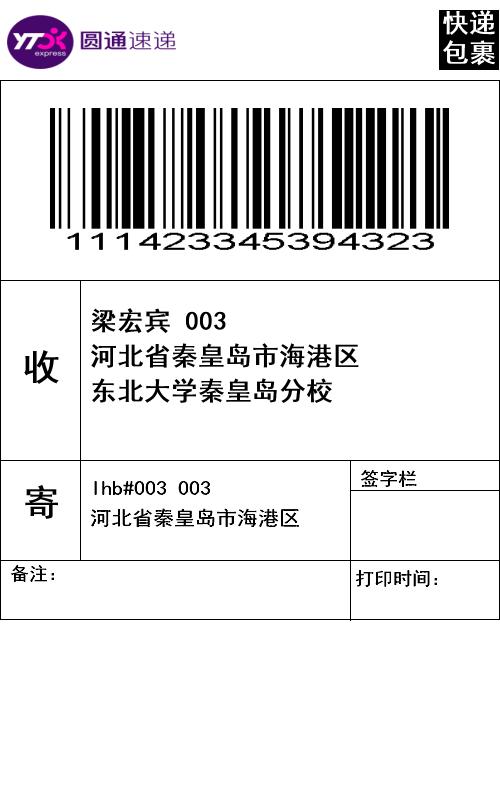 YTO express 圆通速递
快递
包裹
111423345394323
收
梁宏宾 003
河北省秦皇岛市海港区
东北大学秦皇岛分校
寄
lhb#003 003
河北省秦皇岛市海港区
签字栏
备注：
打印时间：